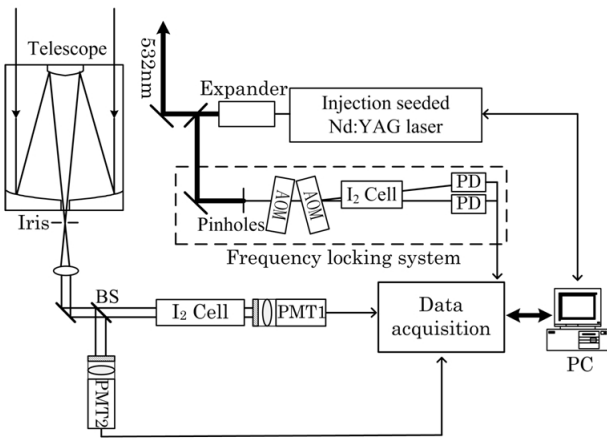 Telescope
532nm
Expander
Injection seeded
Nd:YAG laser
AOM
AOM
I₂ Cell
PD
PD
Iris
Pinholes
Frequency locking system
BS
I₂ Cell
PMT1
Data
acquisition
PC
PMT2